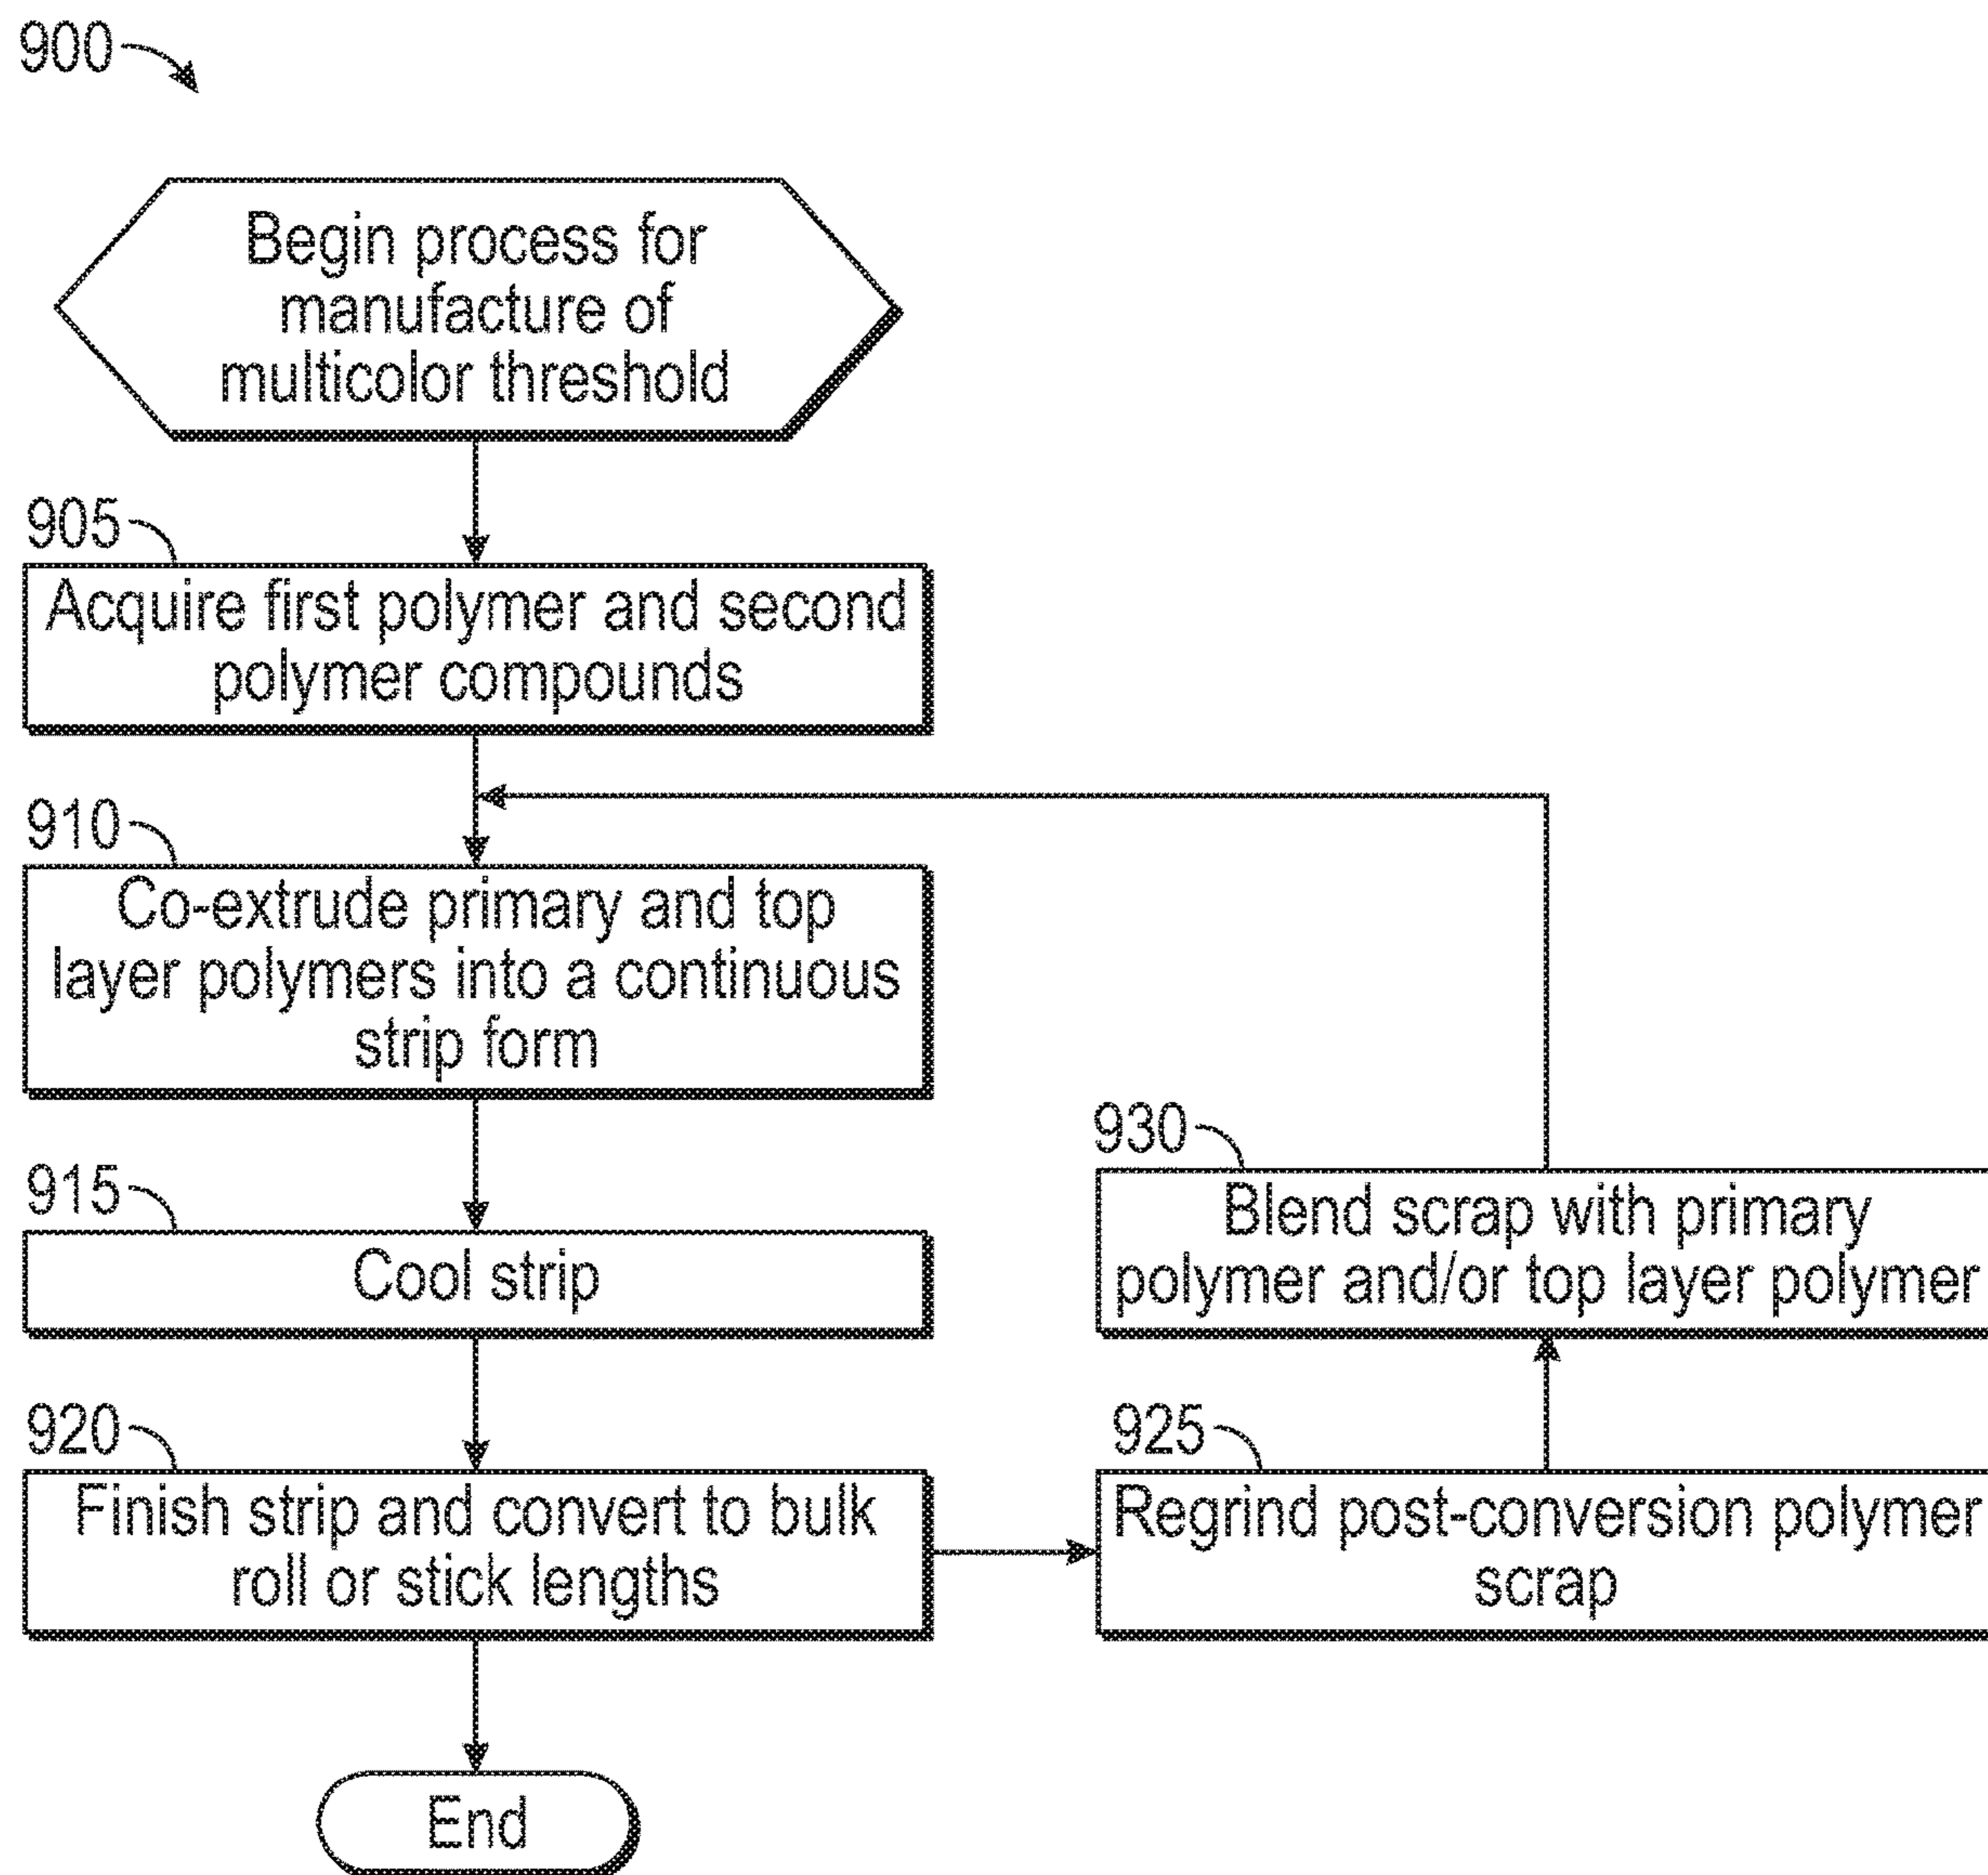 900
Begin process for
manufacture of
multicolor threshold
905
Acquire first polymer and second
polymer compounds
910
Co-extrude primary and top
layer polymers into a continuous
strip form
915
Cool strip
920
Finish strip and convert to bulk
roll or stick lengths
925
Regrind post-conversion polymer
scrap
930
Blend scrap with primary
polymer and/or top layer polymer
End